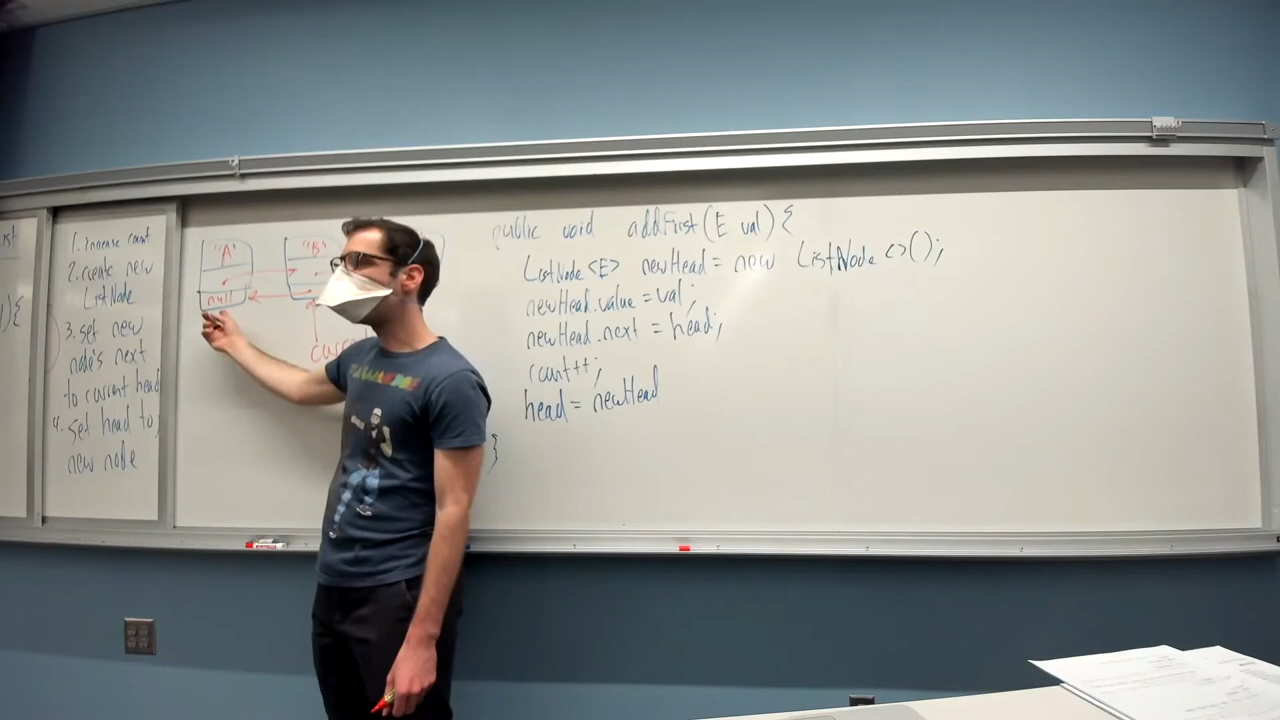 1. increase count
2. create new
ListNode
3. set new
node's next
to current head
4. set head to
new node
"A"
null
"B"
public void addFirst(E val){
ListNode<E> newHead = new ListNode<>();
newHead.value = val;
newHead.next = head;
count++;
head = newHead
}